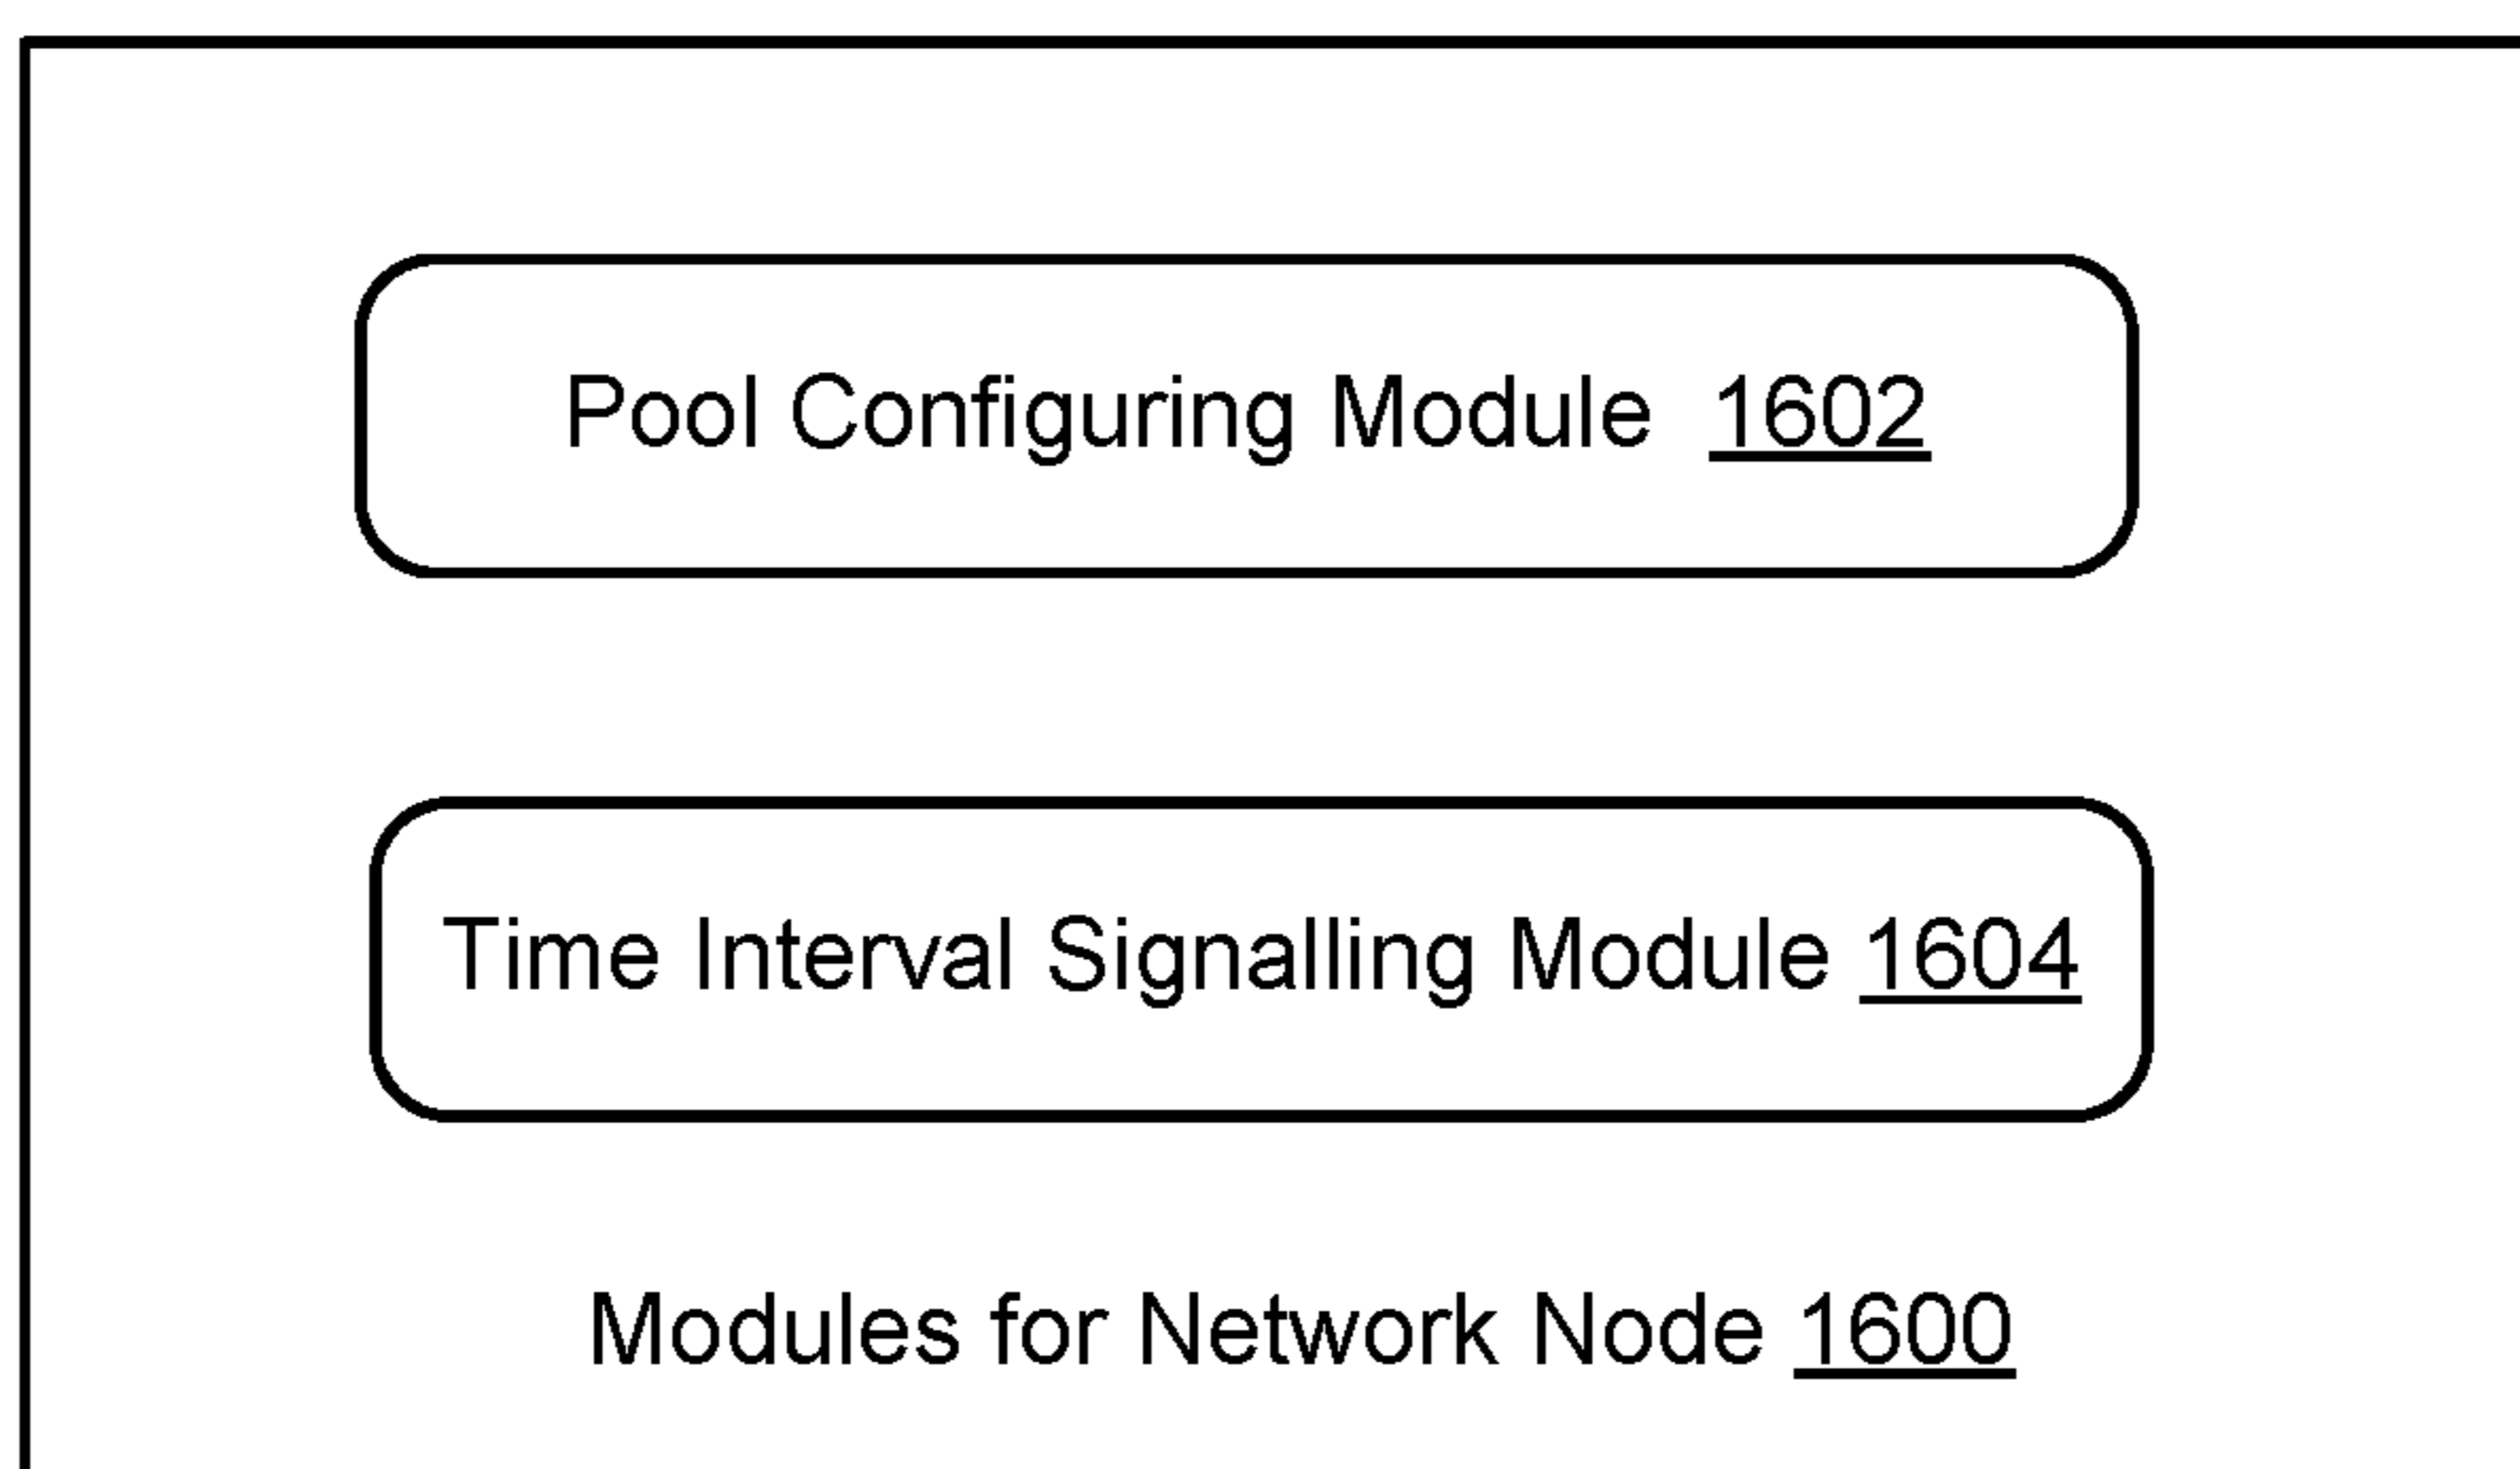 Pool Configuring Module 1602
Time Interval Signalling Module 1604
Modules for Network Node 1600